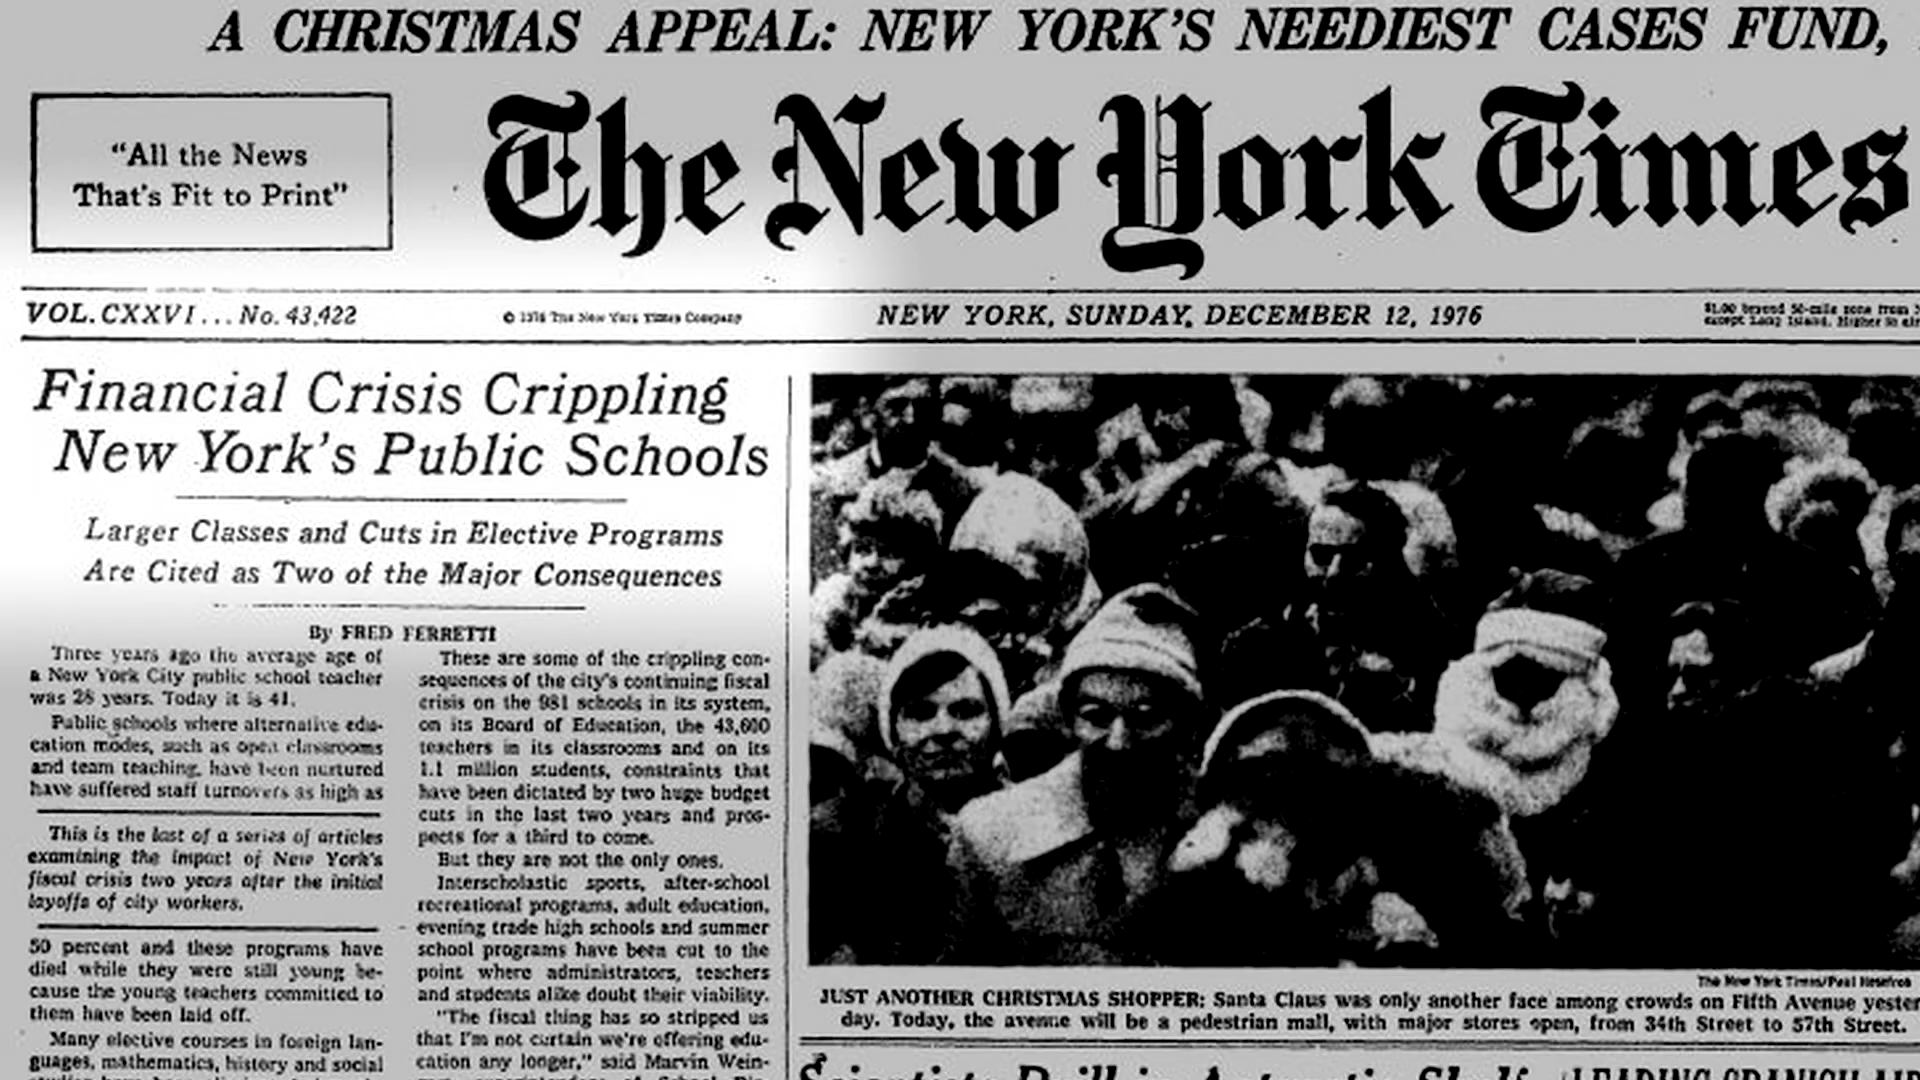 A CHRISTMAS APPEAL: NEW YORK'S NEEDIEST CASES FUND,
"All the News
That's Fit to Print"
The New York Times
VOL. CXXVI... No. 43,422
© 1976 The New York Times Company
NEW YORK, SUNDAY, DECEMBER 12, 1976
$1.00 beyond 50-mile zone from
except Long Island. Higher in air
Financial Crisis Crippling
New York's Public Schools
Larger Classes and Cuts in Elective Programs
Are Cited as Two of the Major Consequences
By FRED FERRETTI
Three years ago the average age of
a New York City public school teacher
was 28 years. Today it is 41.
Public schools where alternative edu-
cation modes, such as open classrooms
and team teaching, have been nurtured
have suffered staff turnovers as high as
This is the last of a series of articles
examining the impact of New York's
fiscal crisis two years after the initial
layoffs of city workers.
50 percent and these programs have
died while they were still young be-
cause the young teachers committed to
them have been laid off.
Many elective courses in foreign lan-
guages, mathematics, history and social
These are some of the crippling con-
sequences of the city's continuing fiscal
crisis on the 981 schools in its system,
on its Board of Education, the 43,600
teachers in its classrooms and on its
1.1 million students, constraints that
have been dictated by two huge budget
cuts in the last two years and pros-
pects for a third to come.
But they are not the only ones.
Interscholastic sports, after-school
recreational programs, adult education,
evening trade high schools and summer
school programs have been cut to the
point where administrators, teachers
and students alike doubt their viability.
"The fiscal thing has so stripped us
that I'm not certain we're offering edu-
cation any longer," said Marvin Wein-
The New York Times/Paul
JUST ANOTHER CHRISTMAS SHOPPER: Santa Claus was only another face among crowds on Fifth Avenue yester-
day. Today, the avenue will be a pedestrian mall, with major stores open, from 34th Street to 57th Street.